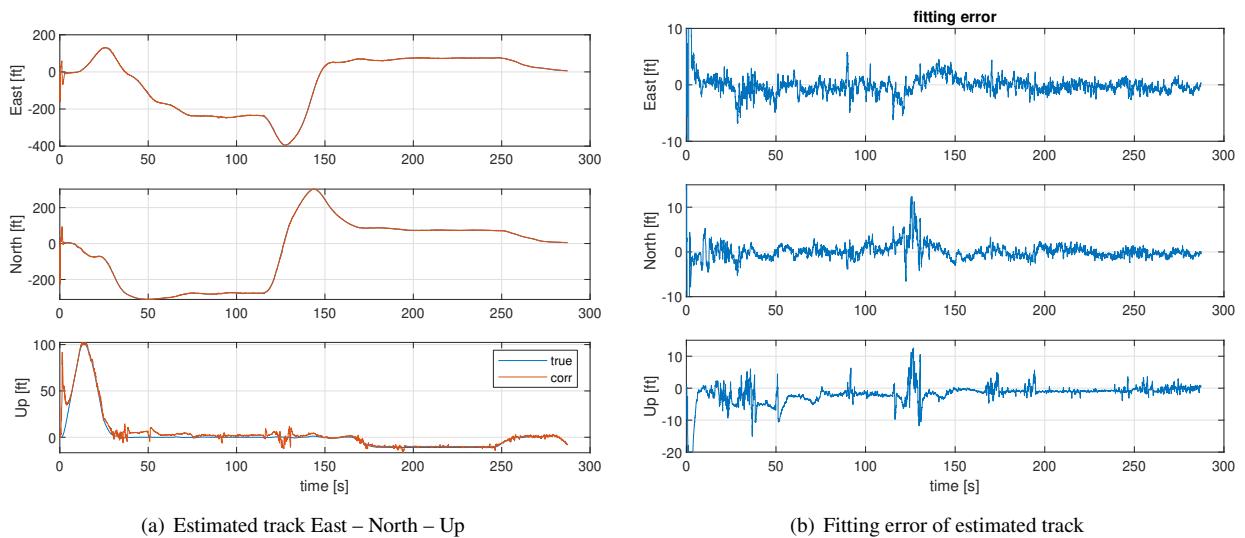 200
0
-200
-400
East [ft]
0 50 100 150 200 250 300
200
0
-200
North [ft]
0 50 100 150 200 250 300
100
50
0
Up [ft]
true
corr
0 50 100 150 200 250 300
time [s]
(a) Estimated track East – North – Up
fitting error
10
0
-10
East [ft]
0 50 100 150 200 250 300
10
0
-10
North [ft]
0 50 100 150 200 250 300
10
0
-10
-20
Up [ft]
0 50 100 150 200 250 300
time [s]
(b) Fitting error of estimated track